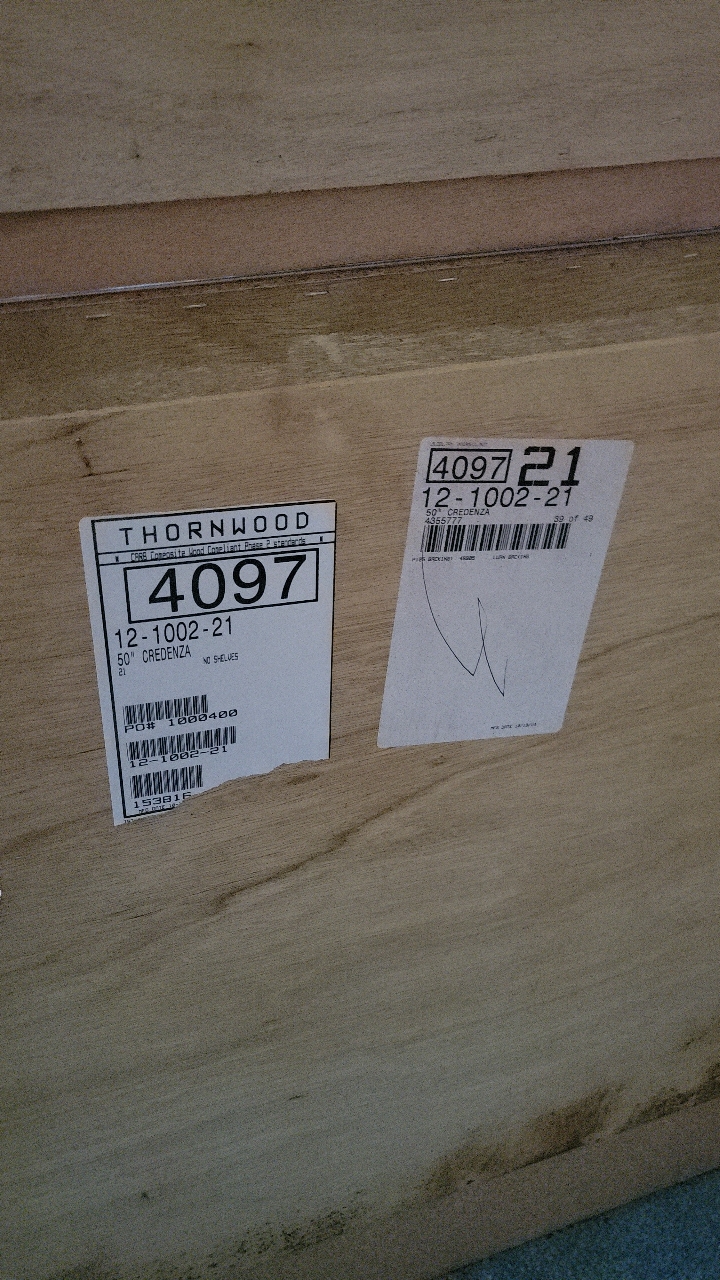 THORNWOOD
CARB Composite Wood Compliant Phase 2 standards
4097
12-1002-21
50" CREDENZA NO SHELVES
21
PO# 1000400
12-1002-21
15381
4097 21
12-1002-21
50" CREDENZA
4355777 39 of 49